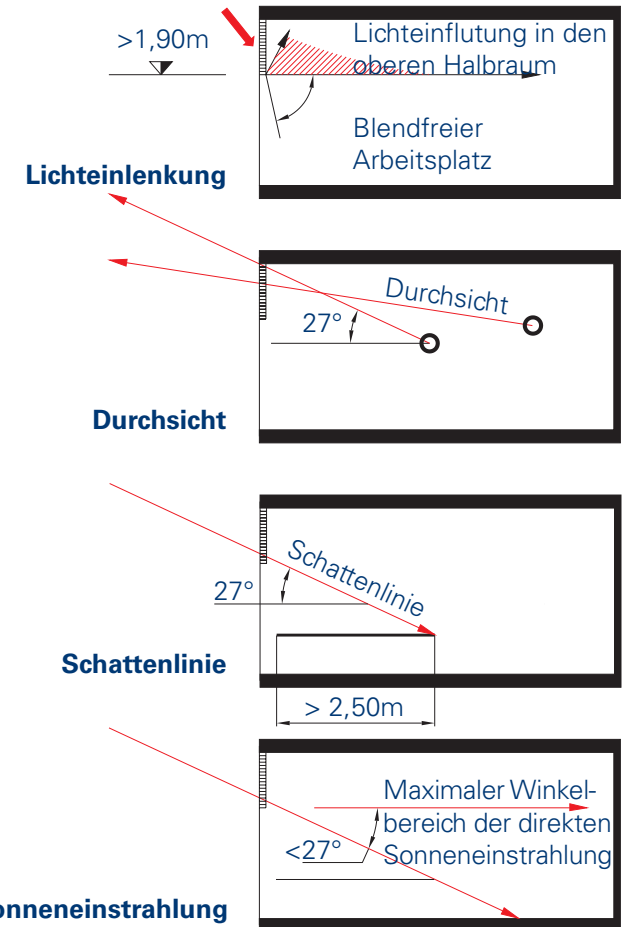 >1,90m
Lichteinflutung in den
oberen Halbraum
Blendfreier
Arbeitsplatz
Lichteinlenkung
Durchsicht
27°
Durchsicht
Schattenlinie
27°
Schattenlinie
> 2,50m
Maximaler Winkel-
bereich der direkten
<27°
Sonneneinstrahlung
onneneinstrahlung